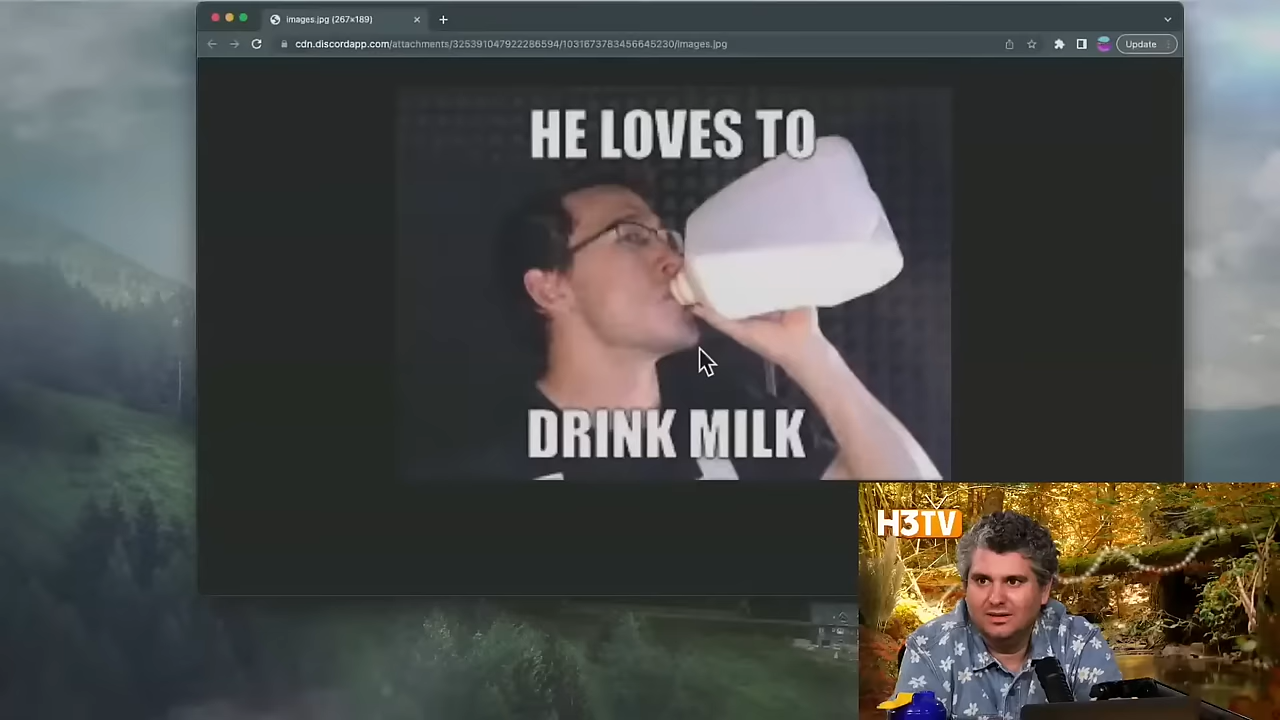 images.jpg (267×189)
cdn.discordapp.com/attachments/325391047922286594/1031673783456645230/images.jpg
Update
HE LOVES TO
DRINK MILK
H3TV